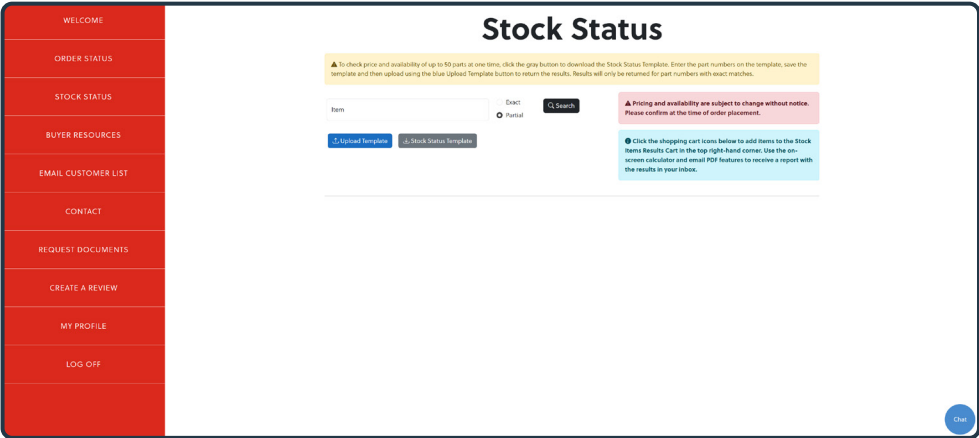 WELCOME
ORDER STATUS
STOCK STATUS
BUYER RESOURCES
EMAIL CUSTOMER LIST
CONTACT
REQUEST DOCUMENTS
CREATE A REVIEW
MY PROFILE
LOG OFF
Stock Status
To check price and availability of up to 50 parts at one time, click the gray button to download the Stock Status Template. Enter the part numbers on the template, save the
template and then upload using the blue Upload Template button to return the results. Results will only be returned for part numbers with exact matches.
Item
Exact
Partial
Search
Upload Template
Stock Status Template
Pricing and availability are subject to change without notice.
Please confirm at the time of order placement.
Click the shopping cart icons below to add items to the Stock
Items Results Cart in the top right-hand corner. Use the on-
screen calculator and email PDF features to receive a report with
the results in your inbox.
Chat